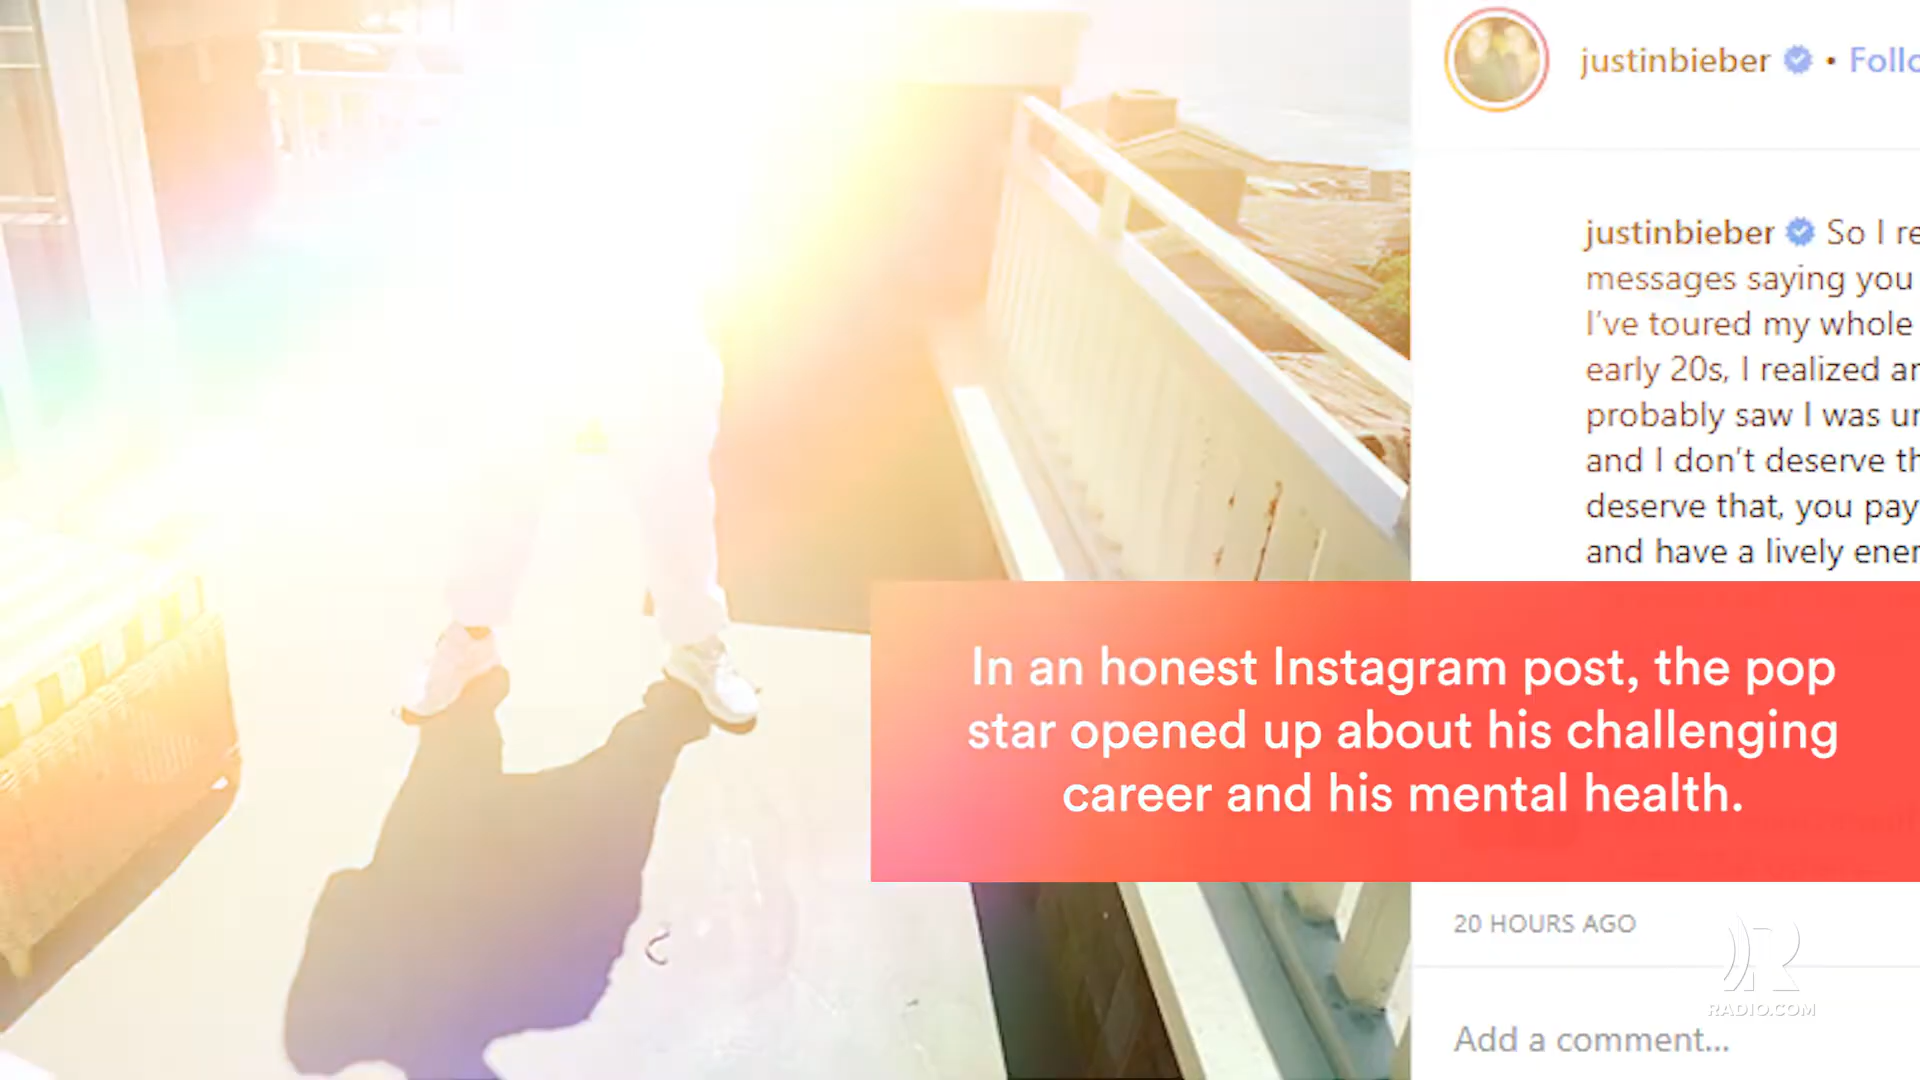 justinbieber • Follo
justinbieber So I re
messages saying you
I've toured my whole
early 20s, I realized an
probably saw I was un
and I don't deserve th
deserve that, you pay
and have a lively ener
In an honest Instagram post, the pop
star opened up about his challenging
career and his mental health.
20 HOURS AGO
RADIO.COM
Add a comment...